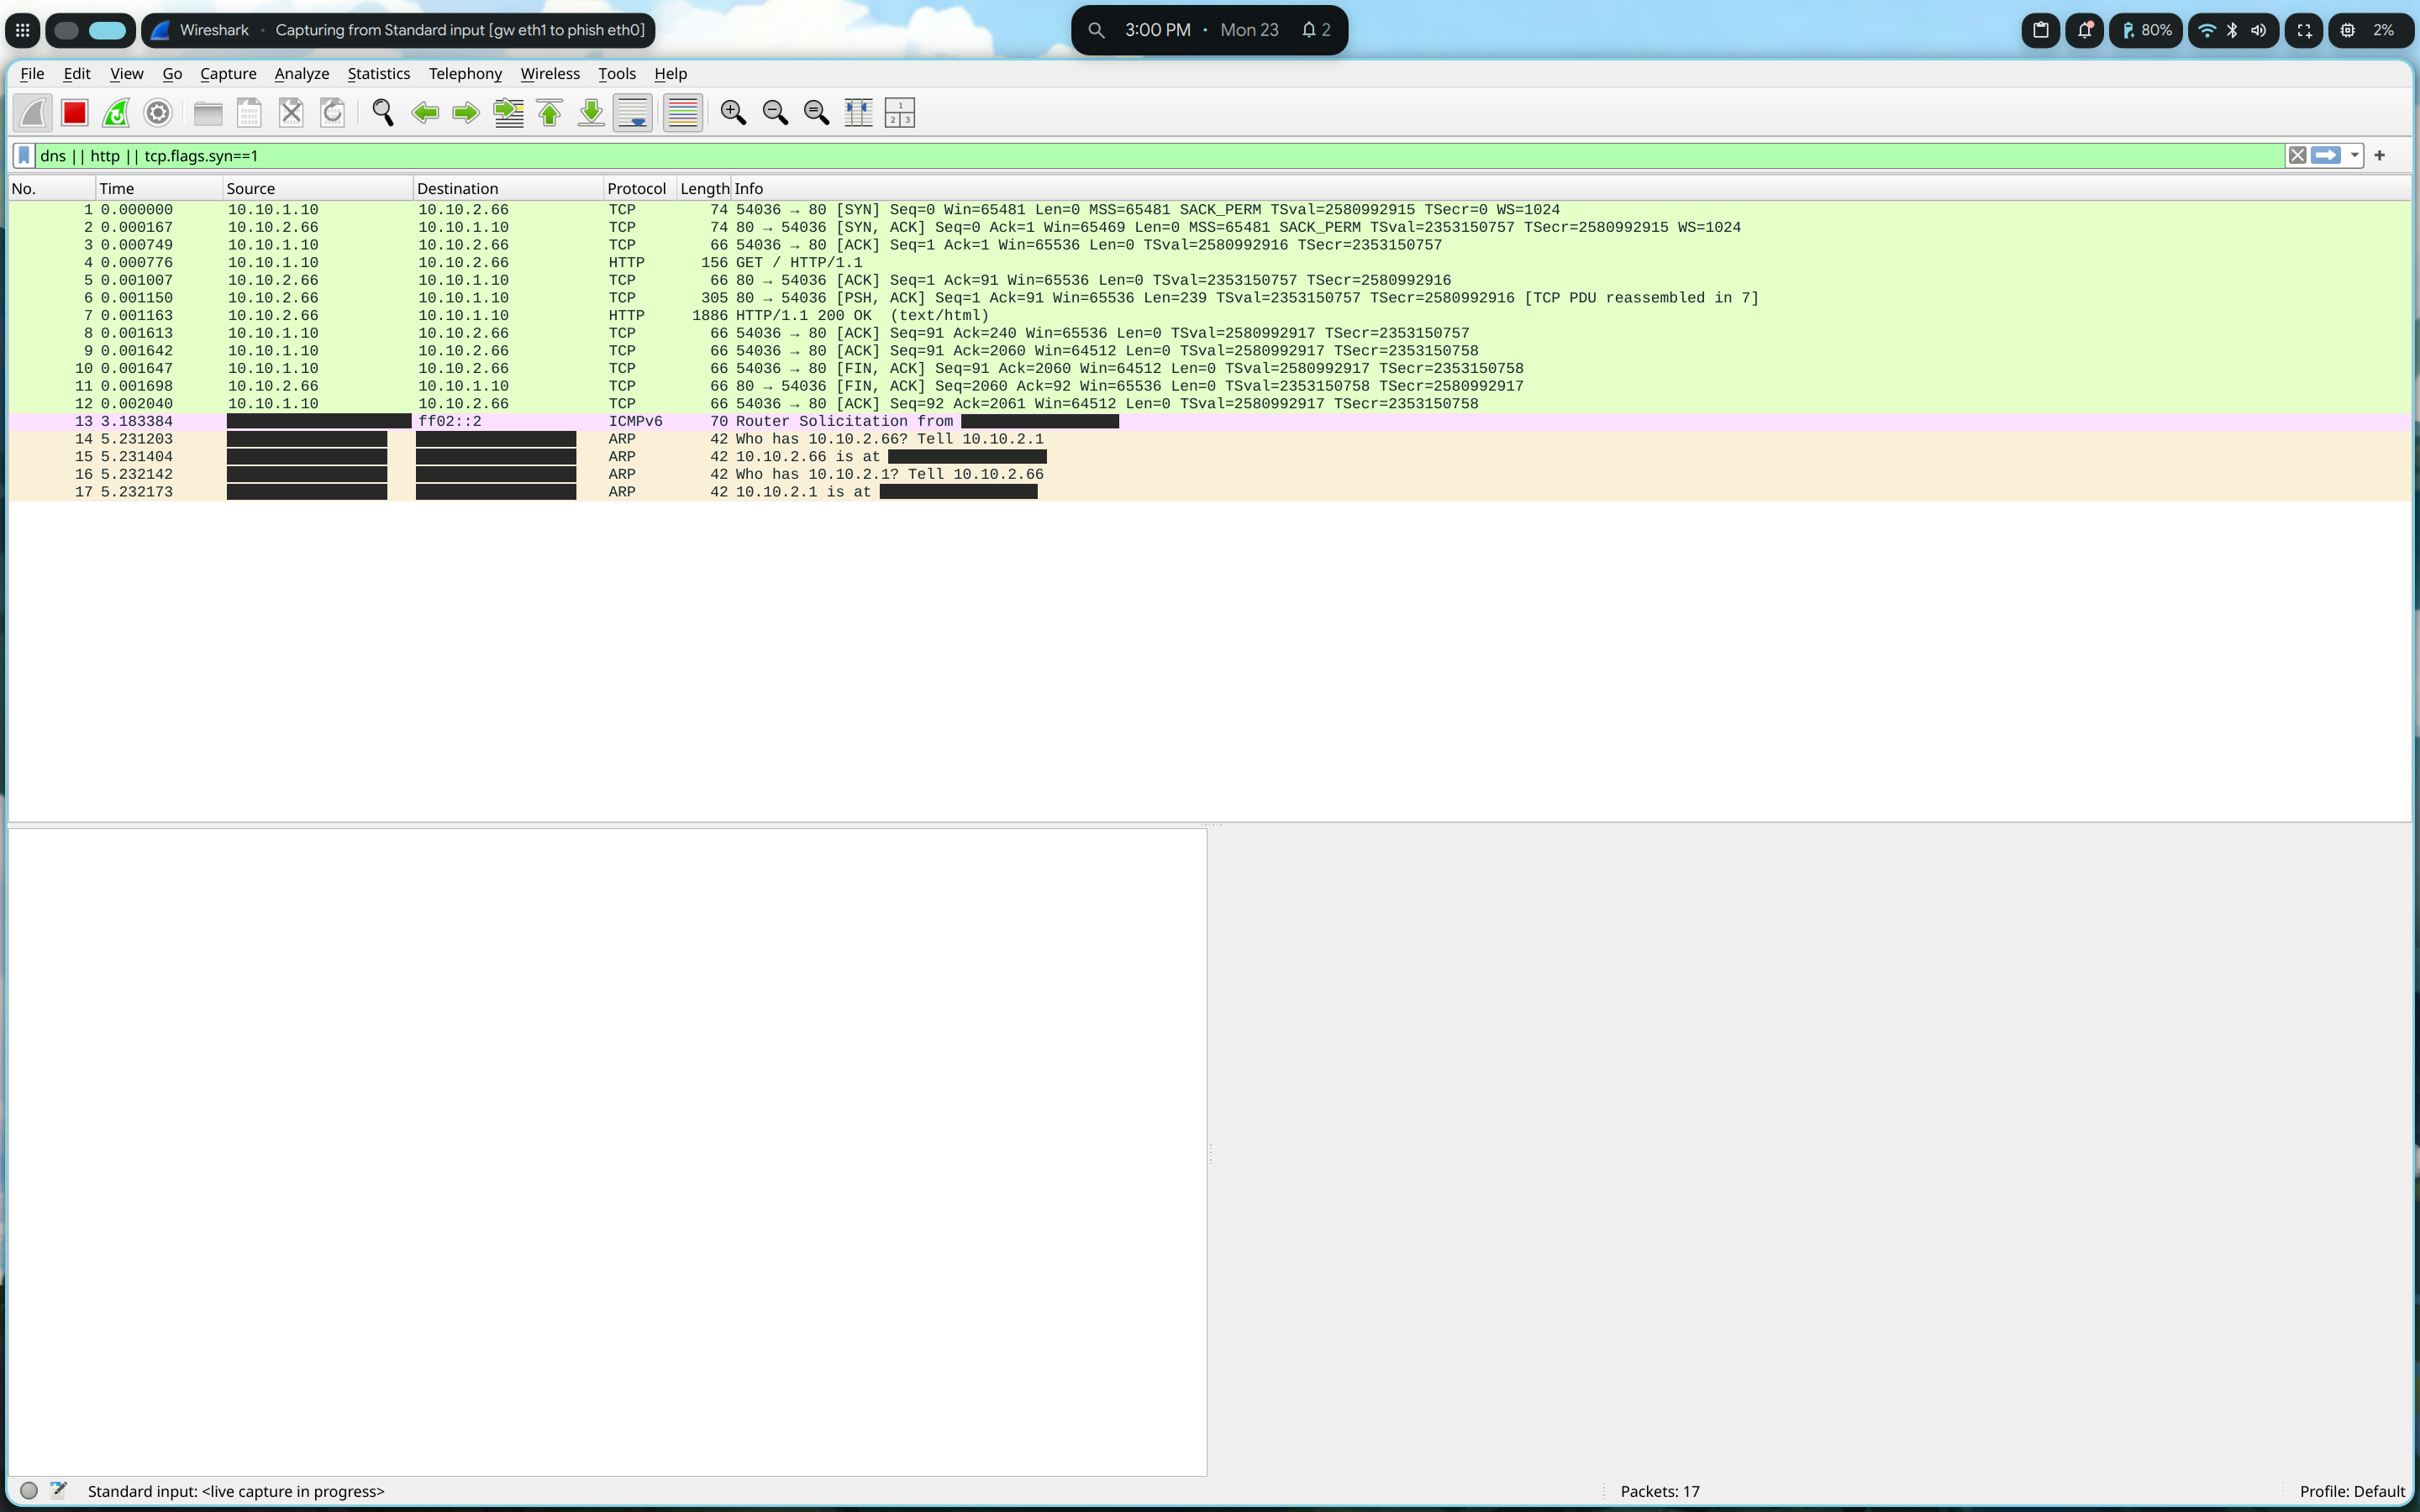 Wireshark • Capturing from Standard input [gw eth1 to phish eth0]
3:00 PM • Mon 23 2
80% 2%
File Edit View Go Capture Analyze Statistics Telephony Wireless Tools Help
dns || http || tcp.flags.syn==1
No. Time Source Destination Protocol Length Info
1 0.000000 10.10.1.10 10.10.2.66 TCP 74 54036 → 80 [SYN] Seq=0 Win=65481 Len=0 MSS=65481 SACK_PERM TSval=2580992915 TSecr=0 WS=1024
2 0.000167 10.10.2.66 10.10.1.10 TCP 74 80 → 54036 [SYN, ACK] Seq=0 Ack=1 Win=65469 Len=0 MSS=65481 SACK_PERM TSval=2353150757 TSecr=2580992915 WS=1024
3 0.000749 10.10.1.10 10.10.2.66 TCP 66 54036 → 80 [ACK] Seq=1 Ack=1 Win=65536 Len=0 TSval=2580992916 TSecr=2353150757
4 0.000776 10.10.1.10 10.10.2.66 HTTP 156 GET / HTTP/1.1
5 0.001007 10.10.2.66 10.10.1.10 TCP 66 80 → 54036 [ACK] Seq=1 Ack=91 Win=65536 Len=0 TSval=2353150757 TSecr=2580992916
6 0.001150 10.10.2.66 10.10.1.10 TCP 305 80 → 54036 [PSH, ACK] Seq=1 Ack=91 Win=65536 Len=239 TSval=2353150757 TSecr=2580992916 [TCP PDU reassembled in 7]
7 0.001163 10.10.2.66 10.10.1.10 HTTP 1886 HTTP/1.1 200 OK (text/html)
8 0.001613 10.10.1.10 10.10.2.66 TCP 66 54036 → 80 [ACK] Seq=91 Ack=240 Win=65536 Len=0 TSval=2580992917 TSecr=2353150757
9 0.001642 10.10.1.10 10.10.2.66 TCP 66 54036 → 80 [ACK] Seq=91 Ack=2060 Win=64512 Len=0 TSval=2580992917 TSecr=2353150758
10 0.001647 10.10.1.10 10.10.2.66 TCP 66 54036 → 80 [FIN, ACK] Seq=91 Ack=2060 Win=64512 Len=0 TSval=2580992917 TSecr=2353150758
11 0.001698 10.10.2.66 10.10.1.10 TCP 66 80 → 54036 [FIN, ACK] Seq=2060 Ack=92 Win=65536 Len=0 TSval=2353150758 TSecr=2580992917
12 0.002040 10.10.1.10 10.10.2.66 TCP 66 54036 → 80 [ACK] Seq=92 Ack=2061 Win=64512 Len=0 TSval=2580992917 TSecr=2353150758
13 3.183384 ff02::2 ICMPv6 70 Router Solicitation from
14 5.231203 ARP 42 Who has 10.10.2.66? Tell 10.10.2.1
15 5.231404 ARP 42 10.10.2.66 is at
16 5.232142 ARP 42 Who has 10.10.2.1? Tell 10.10.2.66
17 5.232173 ARP 42 10.10.2.1 is at
Standard input: <live capture in progress> Packets: 17 Profile: Default